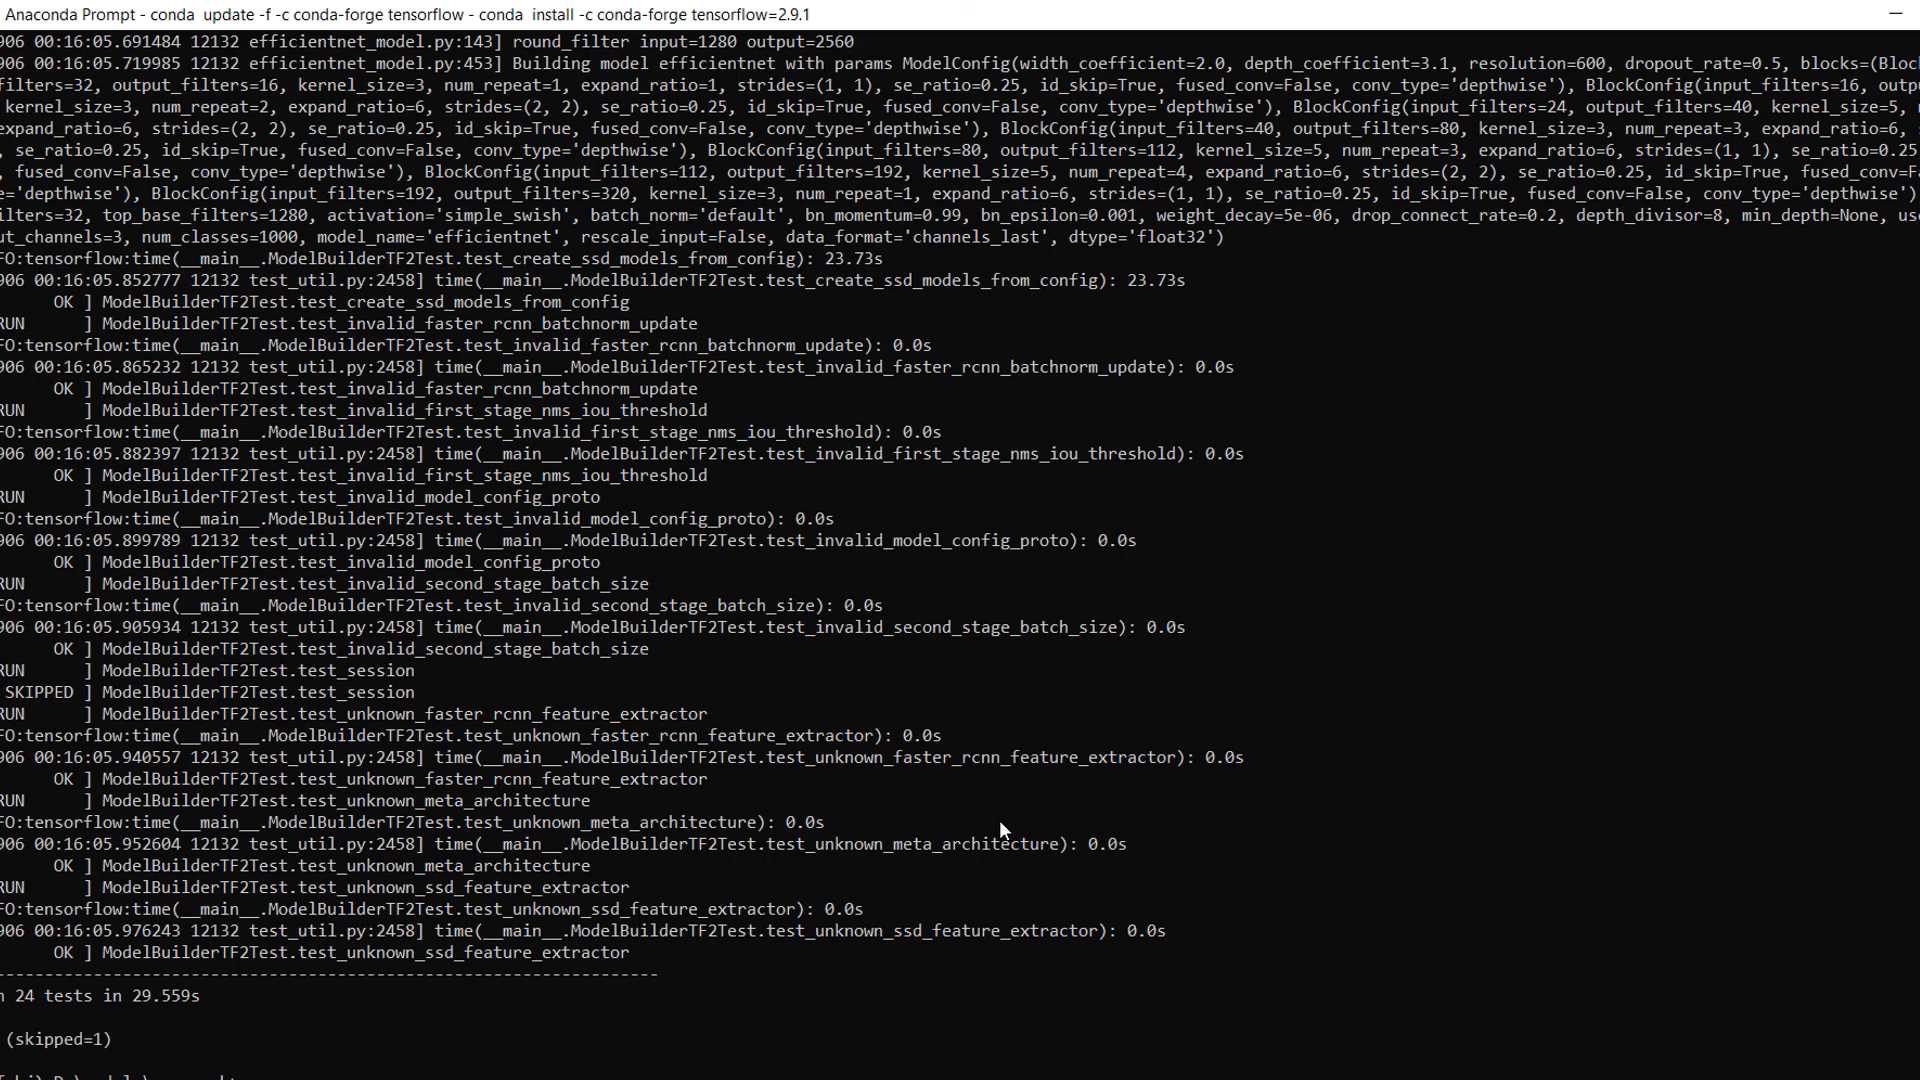 Anaconda Prompt - conda  update -f -c conda-forge tensorflow - conda  install -c conda-forge tensorflow=2.9.1
906 00:16:05.691484 12132 efficientnet_model.py:143] round_filter input=1280 output=2560
906 00:16:05.719985 12132 efficientnet_model.py:453] Building model efficientnet with params ModelConfig(width_coefficient=2.0, depth_coefficient=3.1, resolution=600, dropout_rate=0.5, blocks=(Bloc
filters=32, output_filters=16, kernel_size=3, num_repeat=1, expand_ratio=1, strides=(1, 1), se_ratio=0.25, id_skip=True, fused_conv=False, conv_type='depthwise'), BlockConfig(input_filters=16, outpu
kernel_size=3, num_repeat=2, expand_ratio=6, strides=(2, 2), se_ratio=0.25, id_skip=True, fused_conv=False, conv_type='depthwise'), BlockConfig(input_filters=24, output_filters=40, kernel_size=5,
expand_ratio=6, strides=(2, 2), se_ratio=0.25, id_skip=True, fused_conv=False, conv_type='depthwise'), BlockConfig(input_filters=40, output_filters=80, kernel_size=3, num_repeat=3, expand_ratio=6,
, se_ratio=0.25, id_skip=True, fused_conv=False, conv_type='depthwise'), BlockConfig(input_filters=80, output_filters=112, kernel_size=5, num_repeat=3, expand_ratio=6, strides=(1, 1), se_ratio=0.25
, fused_conv=False, conv_type='depthwise'), BlockConfig(input_filters=112, output_filters=192, kernel_size=5, num_repeat=4, expand_ratio=6, strides=(2, 2), se_ratio=0.25, id_skip=True, fused_conv=Fa
e='depthwise'), BlockConfig(input_filters=192, output_filters=320, kernel_size=3, num_repeat=1, expand_ratio=6, strides=(1, 1), se_ratio=0.25, id_skip=True, fused_conv=False, conv_type='depthwise')
ilters=32, top_base_filters=1280, activation='simple_swish', batch_norm='default', bn_momentum=0.99, bn_epsilon=0.001, weight_decay=5e-06, drop_connect_rate=0.2, depth_divisor=8, min_depth=None, use
ut_channels=3, num_classes=1000, model_name='efficientnet', rescale_input=False, data_format='channels_last', dtype='float32')
FO:tensorflow:time(__main__.ModelBuilderTF2Test.test_create_ssd_models_from_config): 23.73s
906 00:16:05.852777 12132 test_util.py:2458] time(__main__.ModelBuilderTF2Test.test_create_ssd_models_from_config): 23.73s
OK ] ModelBuilderTF2Test.test_create_ssd_models_from_config
RUN      ] ModelBuilderTF2Test.test_invalid_faster_rcnn_batchnorm_update
FO:tensorflow:time(__main__.ModelBuilderTF2Test.test_invalid_faster_rcnn_batchnorm_update): 0.0s
906 00:16:05.865232 12132 test_util.py:2458] time(__main__.ModelBuilderTF2Test.test_invalid_faster_rcnn_batchnorm_update): 0.0s
OK ] ModelBuilderTF2Test.test_invalid_faster_rcnn_batchnorm_update
RUN      ] ModelBuilderTF2Test.test_invalid_first_stage_nms_iou_threshold
FO:tensorflow:time(__main__.ModelBuilderTF2Test.test_invalid_first_stage_nms_iou_threshold): 0.0s
906 00:16:05.882397 12132 test_util.py:2458] time(__main__.ModelBuilderTF2Test.test_invalid_first_stage_nms_iou_threshold): 0.0s
OK ] ModelBuilderTF2Test.test_invalid_first_stage_nms_iou_threshold
RUN      ] ModelBuilderTF2Test.test_invalid_model_config_proto
FO:tensorflow:time(__main__.ModelBuilderTF2Test.test_invalid_model_config_proto): 0.0s
906 00:16:05.899789 12132 test_util.py:2458] time(__main__.ModelBuilderTF2Test.test_invalid_model_config_proto): 0.0s
OK ] ModelBuilderTF2Test.test_invalid_model_config_proto
RUN      ] ModelBuilderTF2Test.test_invalid_second_stage_batch_size
FO:tensorflow:time(__main__.ModelBuilderTF2Test.test_invalid_second_stage_batch_size): 0.0s
906 00:16:05.905934 12132 test_util.py:2458] time(__main__.ModelBuilderTF2Test.test_invalid_second_stage_batch_size): 0.0s
OK ] ModelBuilderTF2Test.test_invalid_second_stage_batch_size
RUN      ] ModelBuilderTF2Test.test_session
SKIPPED ] ModelBuilderTF2Test.test_session
RUN      ] ModelBuilderTF2Test.test_unknown_faster_rcnn_feature_extractor
FO:tensorflow:time(__main__.ModelBuilderTF2Test.test_unknown_faster_rcnn_feature_extractor): 0.0s
906 00:16:05.940557 12132 test_util.py:2458] time(__main__.ModelBuilderTF2Test.test_unknown_faster_rcnn_feature_extractor): 0.0s
OK ] ModelBuilderTF2Test.test_unknown_faster_rcnn_feature_extractor
RUN      ] ModelBuilderTF2Test.test_unknown_meta_architecture
FO:tensorflow:time(__main__.ModelBuilderTF2Test.test_unknown_meta_architecture): 0.0s
906 00:16:05.952604 12132 test_util.py:2458] time(__main__.ModelBuilderTF2Test.test_unknown_meta_architecture): 0.0s
OK ] ModelBuilderTF2Test.test_unknown_meta_architecture
RUN      ] ModelBuilderTF2Test.test_unknown_ssd_feature_extractor
FO:tensorflow:time(__main__.ModelBuilderTF2Test.test_unknown_ssd_feature_extractor): 0.0s
906 00:16:05.976243 12132 test_util.py:2458] time(__main__.ModelBuilderTF2Test.test_unknown_ssd_feature_extractor): 0.0s
OK ] ModelBuilderTF2Test.test_unknown_ssd_feature_extractor
----------------------------------------------------------------------
n 24 tests in 29.559s
(skipped=1)